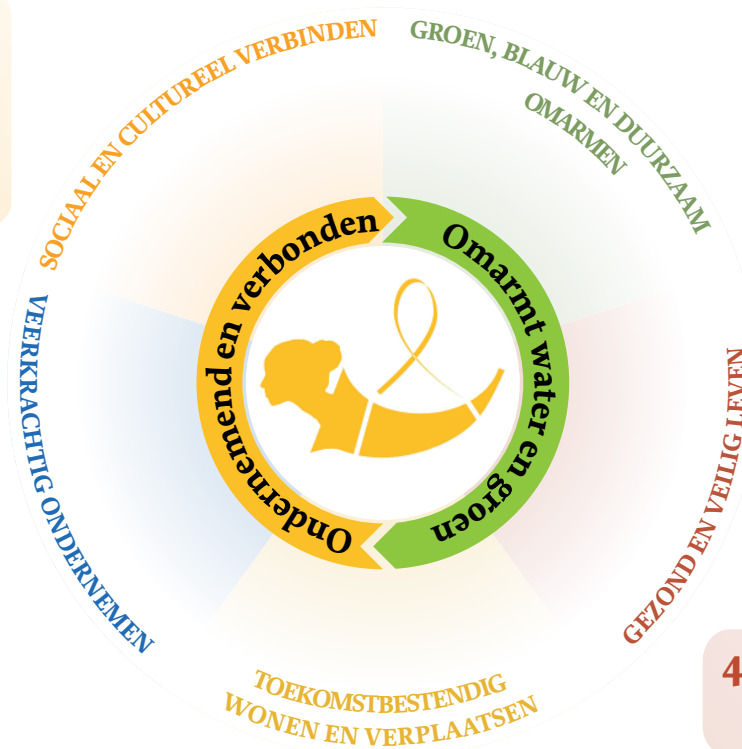 SOCIAAL EN CULTUREEL VERBINDEN
GROEN, BLAUW EN DUURZAAM
OMARMEN
Ondernemend en verbonden
Omarmt water en groen
VEERKRACHTIG ONDERNEMEN
GEZOND EN VEILIG LEVEN
TOEKOMSTBESTENDIG
WONEN EN VERPLAATSEN
4